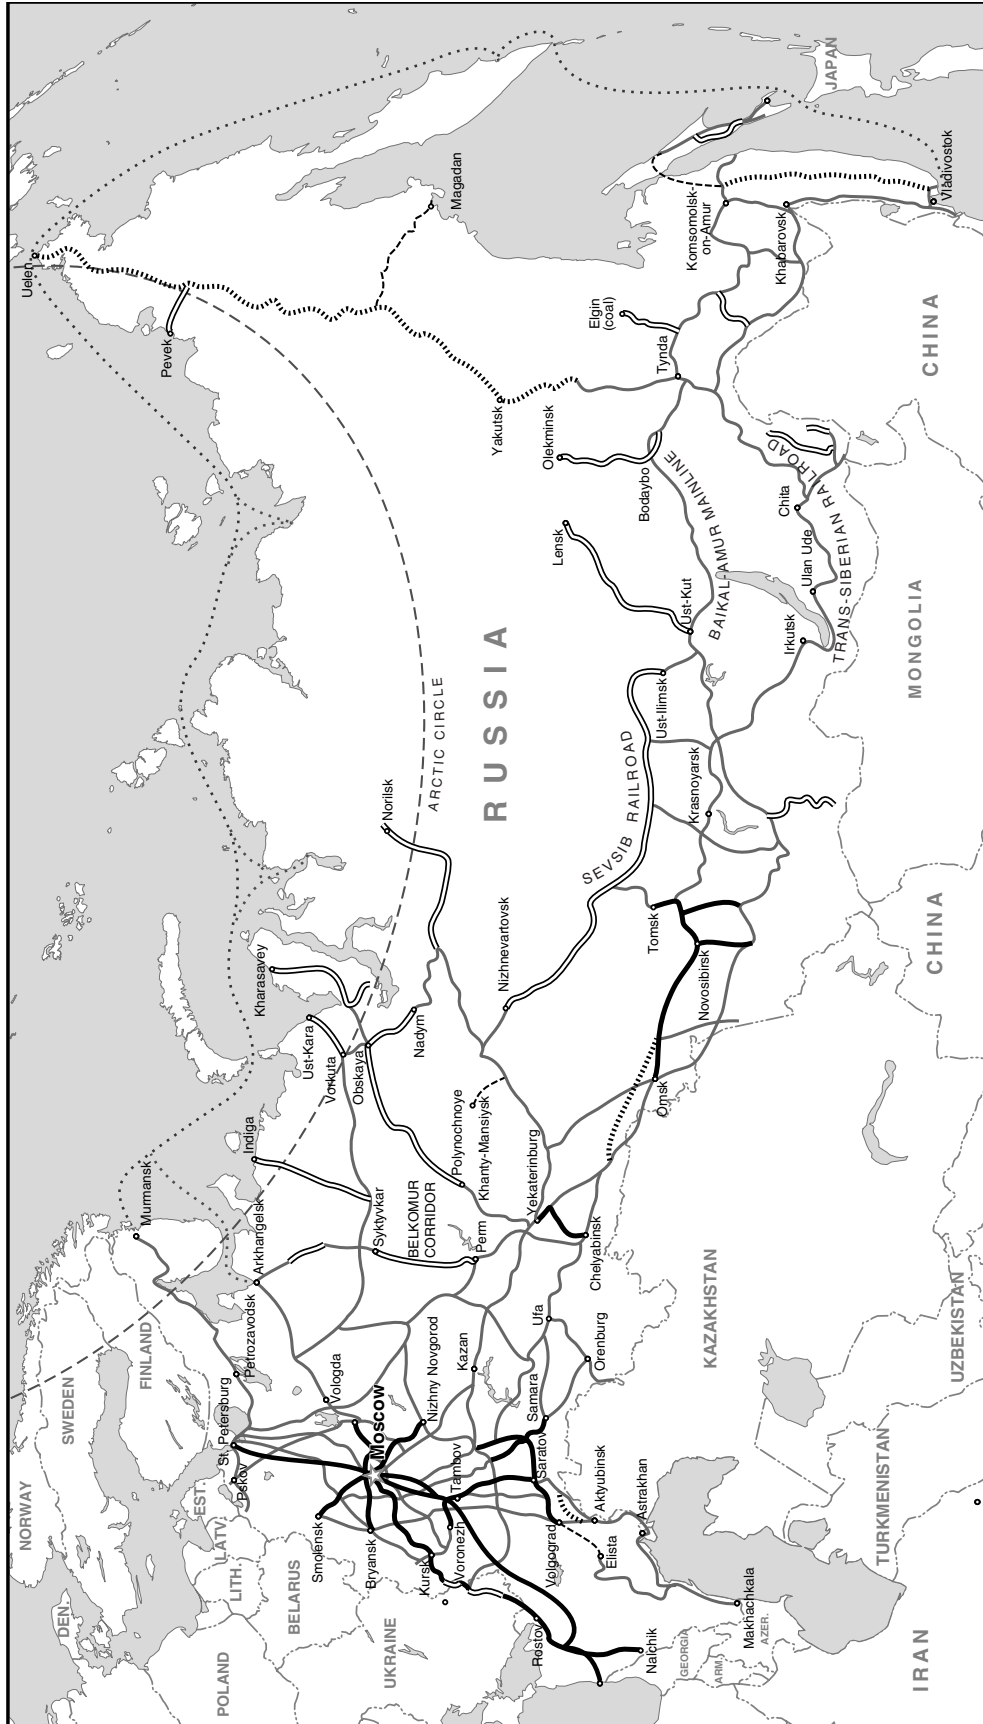 NORWAY
SWEDEN
FINLAND
DEN.
EST.
LATV.
LITH.
POLAND
BELARUS
UKRAINE
GEORGIA
ARM.
AZER.
IRAN
TURKMENISTAN
UZBEKISTAN
KAZAKHSTAN
CHINA
MONGOLIA
CHINA
JAPAN
RUSSIA
ARCTIC CIRCLE
Murmansk
Petrozavodsk
St. Petersburg
Pskov
Arkhangelsk
Vologda
Smolensk
Moscow
Bryansk
Kursk
Voronezh
Tambov
Nizhny Novgorod
Kazan
Rostov
Nalchik
Volgograd
Elista
Saratov
Samara
Aktyubinsk
Astrakhan
Makhachkala
Ufa
Orenburg
Indiga
Syktyvkar
BELKOMUR
CORRIDOR
Perm
Yekaterinburg
Chelyabinsk
Polynochnoye
Khanty-Mansiysk
Kharasavey
Ust-Kara
Vorkuta
Obskaya
Nadym
Norilsk
Nizhnevartovsk
Omsk
Novosibirsk
Tomsk
Krasnoyarsk
SEVSIB RAILROAD
Ust-Ilimsk
Ust-Kut
Lensk
Irkutsk
Ulan Ude
Chita
BAIKAL-AMUR MAINLINE
TRANS-SIBERIAN RAILROAD
Bodaybo
Olekminsk
Yakutsk
Tynda
Elgin
(coal)
Magadan
Pevek
Uelen
Komsomolsk-
on-Amur
Khabarovsk
Vladivostok